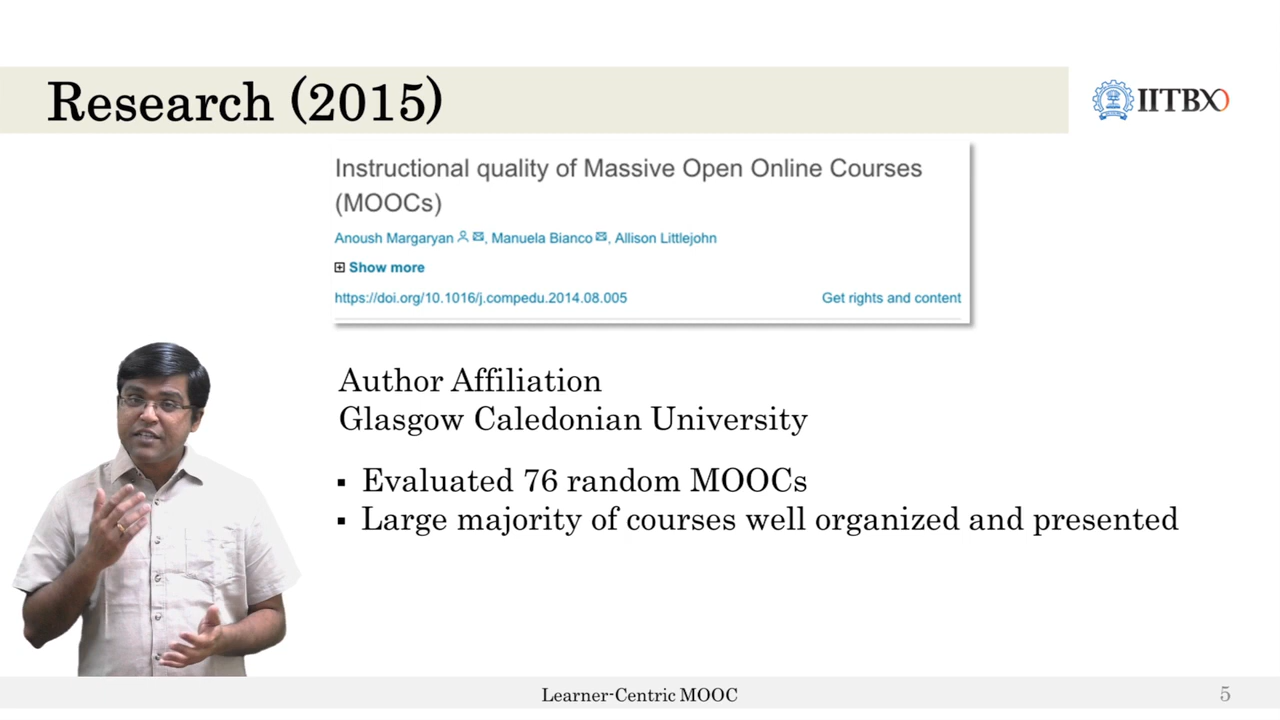 Research (2015)
IITBX
Instructional quality of Massive Open Online Courses
(MOOCs)
Anoush Margaryan, Manuela Bianco, Allison Littlejohn
Show more
https://doi.org/10.1016/j.compedu.2014.08.005 Get rights and content
Author Affiliation
Glasgow Caledonian University
▪ Evaluated 76 random MOOCs
▪ Large majority of courses well organized and presented
Learner-Centric MOOC 5